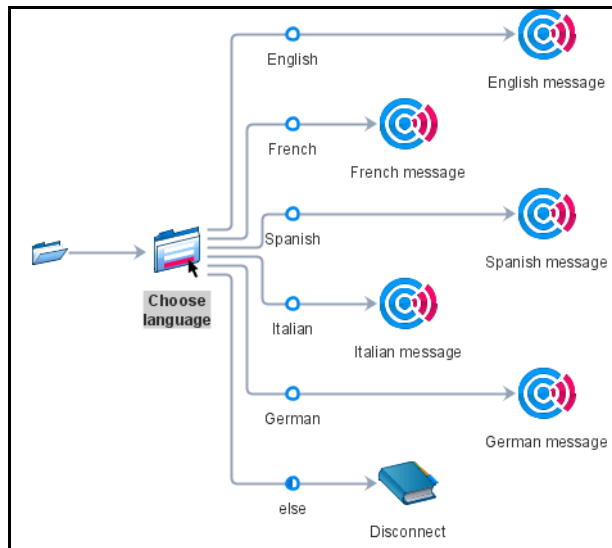 English
English message
French
French message
Spanish
Spanish message
Choose
language
Italian
Italian message
German
German message
else
Disconnect